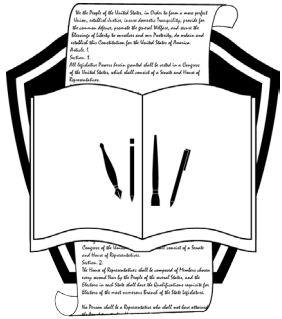 We the People of the United States, in Order to form a more perfect
Union, establish Justice, insure domestic Tranquility, provide for
the common defence, promote the general Welfare, and secure the
Blessings of Liberty to ourselves and our Posterity, do ordain and
establish this Constitution for the United States of America.
Article. I.
Section. 1.
All legislative Powers herein granted shall be vested in a Congress
of the United States, which shall consist of a Senate and House of
Representatives.
Congress of the consist of a Senate
and House of Representatives.
Section. 2.
The House of Representatives shall be composed of Members chosen
every second Year by the People of the several States, and the
Electors in each State shall have the Qualifications requisite for
Electors of the most numerous Branch of the State Legislature.
No Person shall be a Representative who shall not have attained